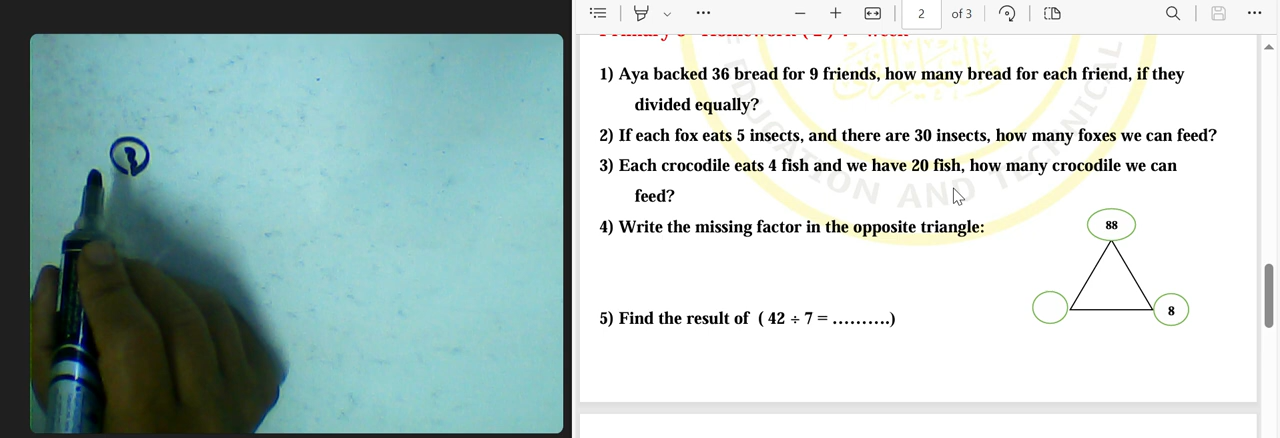 2
of 3
1) Aya backed 36 bread for 9 friends, how many bread for each friend, if they
divided equally?
2) If each fox eats 5 insects, and there are 30 insects, how many foxes we can feed?
3) Each crocodile eats 4 fish and we have 20 fish, how many crocodile we can
feed?
4) Write the missing factor in the opposite triangle:
88
8
5) Find the result of ( 42 ÷ 7 = ……….)
EDUCATION AND TECHNICAL